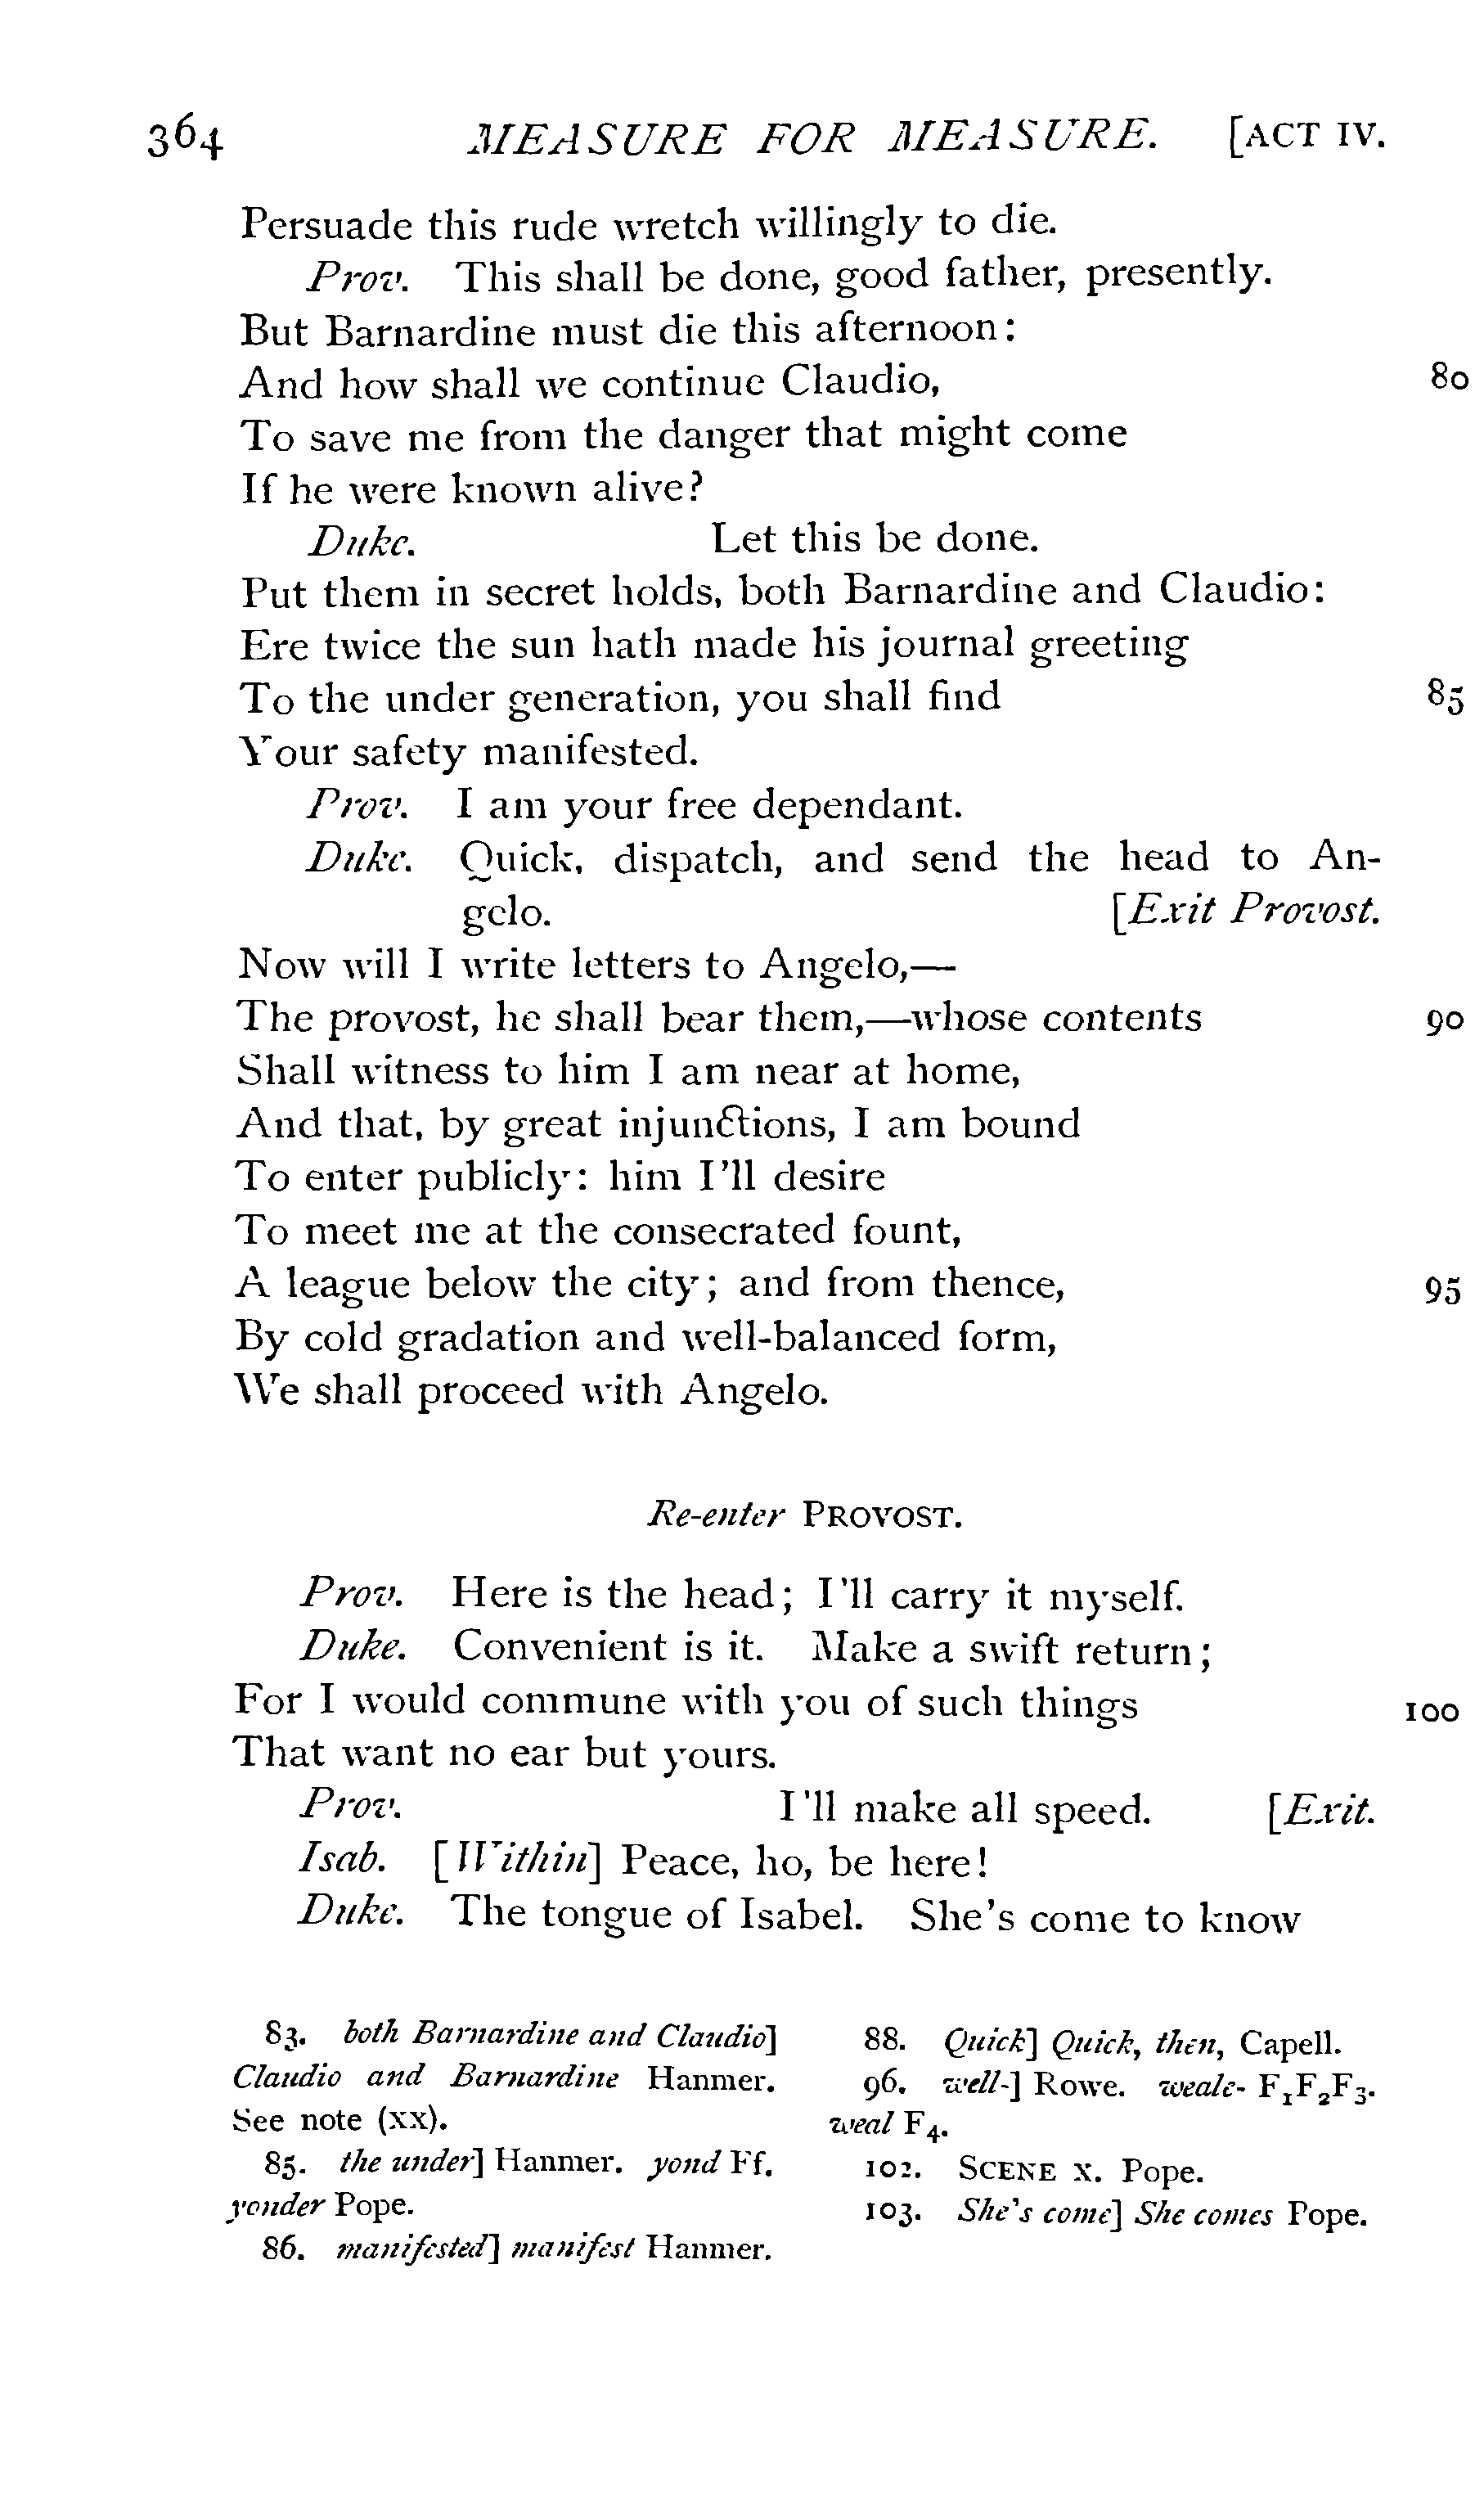 364 MEASURE FOR MEASURE. [ACT IV.
Persuade this rude wretch willingly to die.
Prov. This shall be done, good father, presently.
But Barnardine must die this afternoon:
And how shall we continue Claudio, 80
To save me from the danger that might come
If he were known alive?
Duke. Let this be done.
Put them in secret holds, both Barnardine and Claudio:
Ere twice the sun hath made his journal greeting
To the under generation, you shall find 85
Your safety manifested.
Prov. I am your free dependant.
Duke. Quick, dispatch, and send the head to An-
gelo. [Exit Provost.
Now will I write letters to Angelo,—
The provost, he shall bear them,—whose contents 90
Shall witness to him I am near at home,
And that, by great injunctions, I am bound
To enter publicly: him I'll desire
To meet me at the consecrated fount,
A league below the city; and from thence, 95
By cold gradation and well-balanced form,
We shall proceed with Angelo.
Re-enter PROVOST.
Prov. Here is the head; I'll carry it myself.
Duke. Convenient is it. Make a swift return;
For I would commune with you of such things 100
That want no ear but yours.
Prov. I'll make all speed. [Exit.
Isab. [Within] Peace, ho, be here!
Duke. The tongue of Isabel. She's come to know
83. both Barnardine and Claudio]
Claudio and Barnardine Hanmer.
See note (XX).
85. the under] Hanmer. yond Ff.
yonder Pope.
86. manifested] manifest Hanmer.
88. Quick] Quick, then, Capell.
96. well-] Rowe. weale- F₁F₂F₃.
weal F₄.
102. SCENE X. Pope.
103. She's come] She comes Pope.